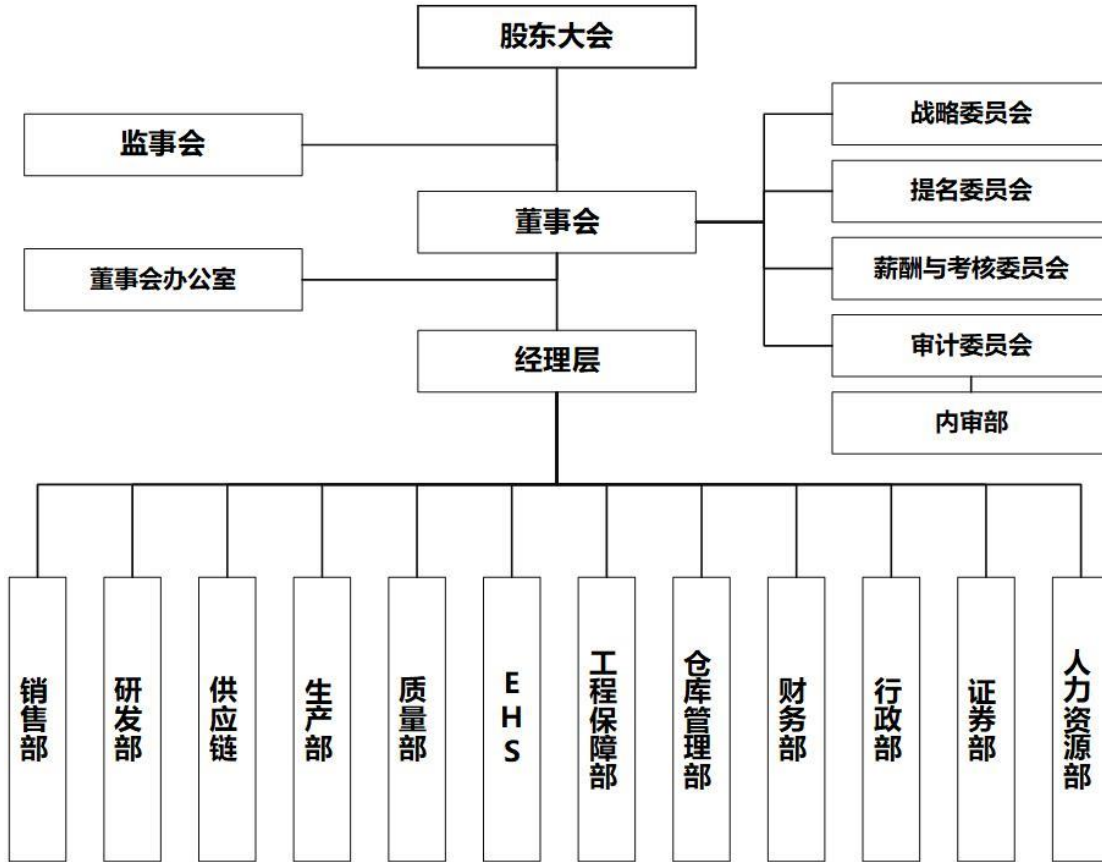 股东大会
战略委员会
监事会
提名委员会
董事会
薪酬与考核委员会
董事会办公室
审计委员会
经理层
内审部
销售部
研发部
供应链
生产部
质量部
EHS
工程保障部
仓库管理部
财务部
行政部
证券部
人力资源部